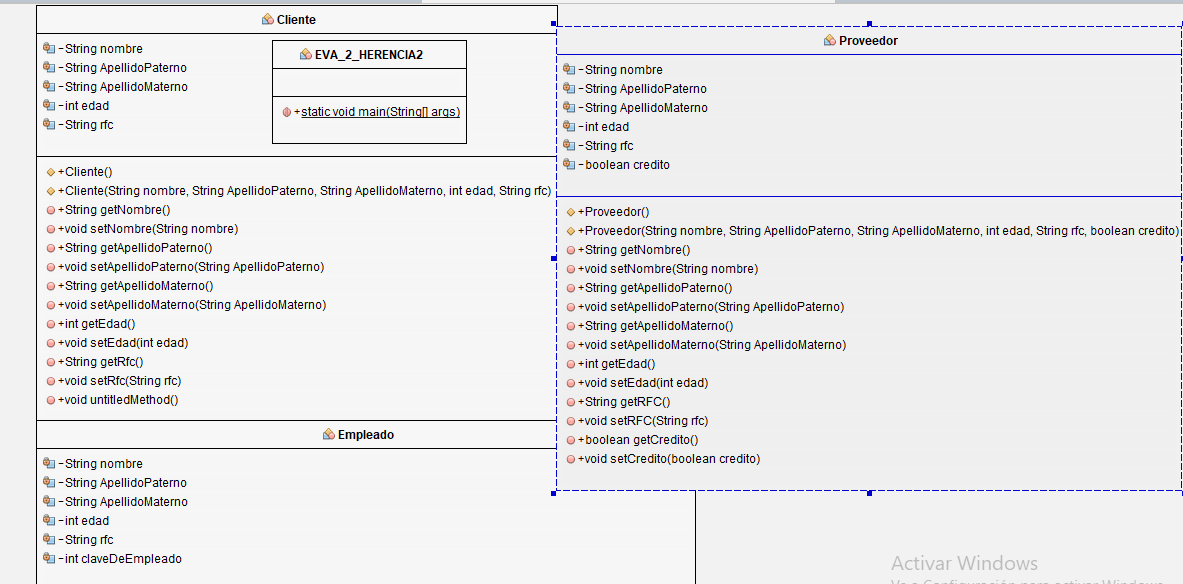 Cliente
-String nombre
-String ApellidoPaterno
-String ApellidoMaterno
-int edad
-String rfc
EVA_2_HERENCIA2
+static void main(String[] args)
+Cliente()
+Cliente(String nombre, String ApellidoPaterno, String ApellidoMaterno, int edad, String rfc)
+String getNombre()
+void setNombre(String nombre)
+String getApellidoPaterno()
+void setApellidoPaterno(String ApellidoPaterno)
+String getApellidoMaterno()
+void setApellidoMaterno(String ApellidoMaterno)
+int getEdad()
+void setEdad(int edad)
+String getRfc()
+void setRfc(String rfc)
+void untitledMethod()
Empleado
-String nombre
-String ApellidoPaterno
-String ApellidoMaterno
-int edad
-String rfc
-int claveDeEmpleado
Proveedor
-String nombre
-String ApellidoPaterno
-String ApellidoMaterno
-int edad
-String rfc
-boolean credito
+Proveedor()
+Proveedor(String nombre, String ApellidoPaterno, String ApellidoMaterno, int edad, String rfc, boolean credito)
+String getNombre()
+void setNombre(String nombre)
+String getApellidoPaterno()
+void setApellidoPaterno(String ApellidoPaterno)
+String getApellidoMaterno()
+void setApellidoMaterno(String ApellidoMaterno)
+int getEdad()
+void setEdad(int edad)
+String getRFC()
+void setRFC(String rfc)
+boolean getCredito()
+void setCredito(boolean credito)
Activar Windows